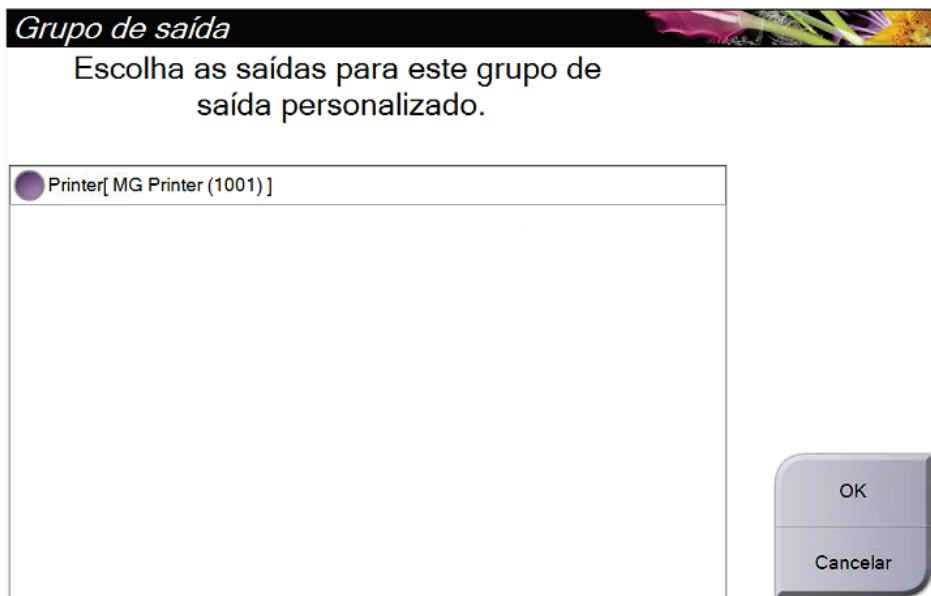 Grupo de saída
Escolha as saídas para este grupo de
saída personalizado.
Printer[ MG Printer (1001) ]
OK
Cancelar